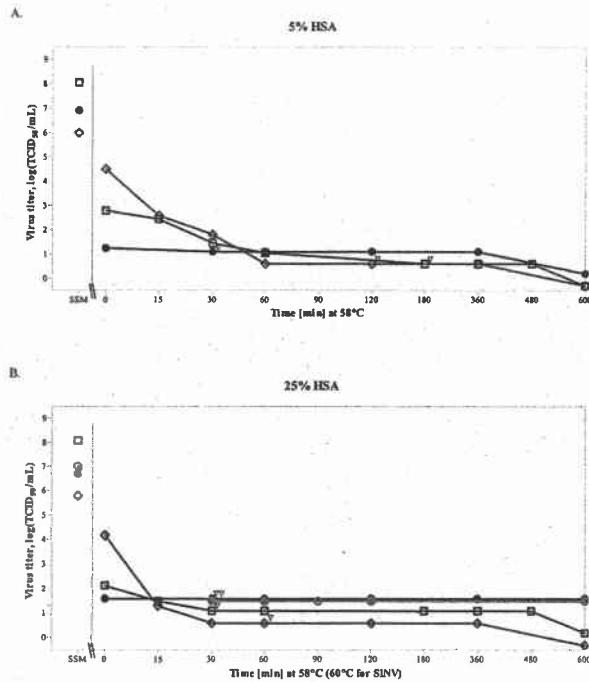 A.
5% HSA
Virus titer, log(TCID50/mL)
9
8
7
6
5
4
3
2
1
0
SSM 0 15 30 60 90 120 180 360 480 600
Time [min] at 58°C
B.
25% HSA
Virus titer, log(TCID50/mL)
9
8
7
6
5
4
3
2
1
0
SSM 0 15 30 60 90 120 180 360 480 600
Time [min] at 58°C (60°C for SINV)